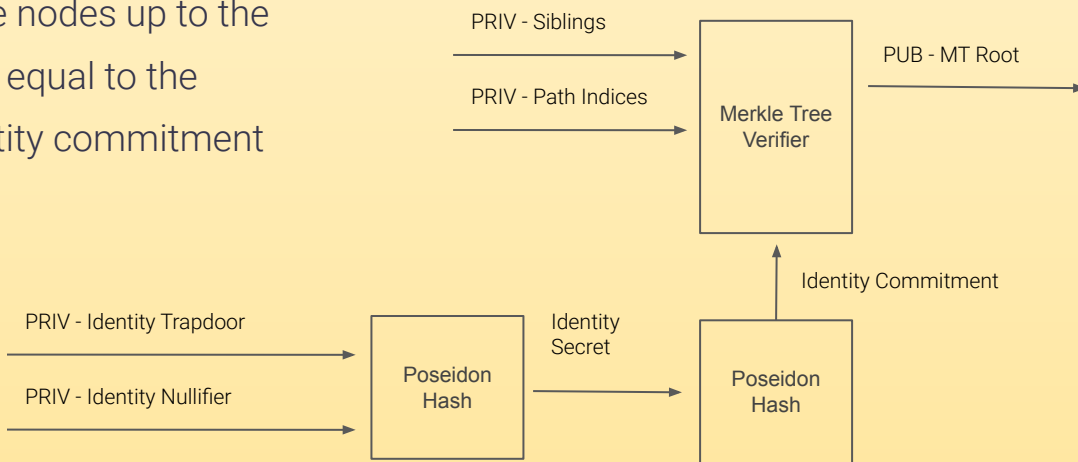 e nodes up to the
equal to the
tity commitment
PRIV - Siblings
PRIV - Path Indices
Merkle Tree
Verifier
PUB - MT Root
Identity Commitment
PRIV - Identity Trapdoor
PRIV - Identity Nullifier
Poseidon
Hash
Identity
Secret
Poseidon
Hash